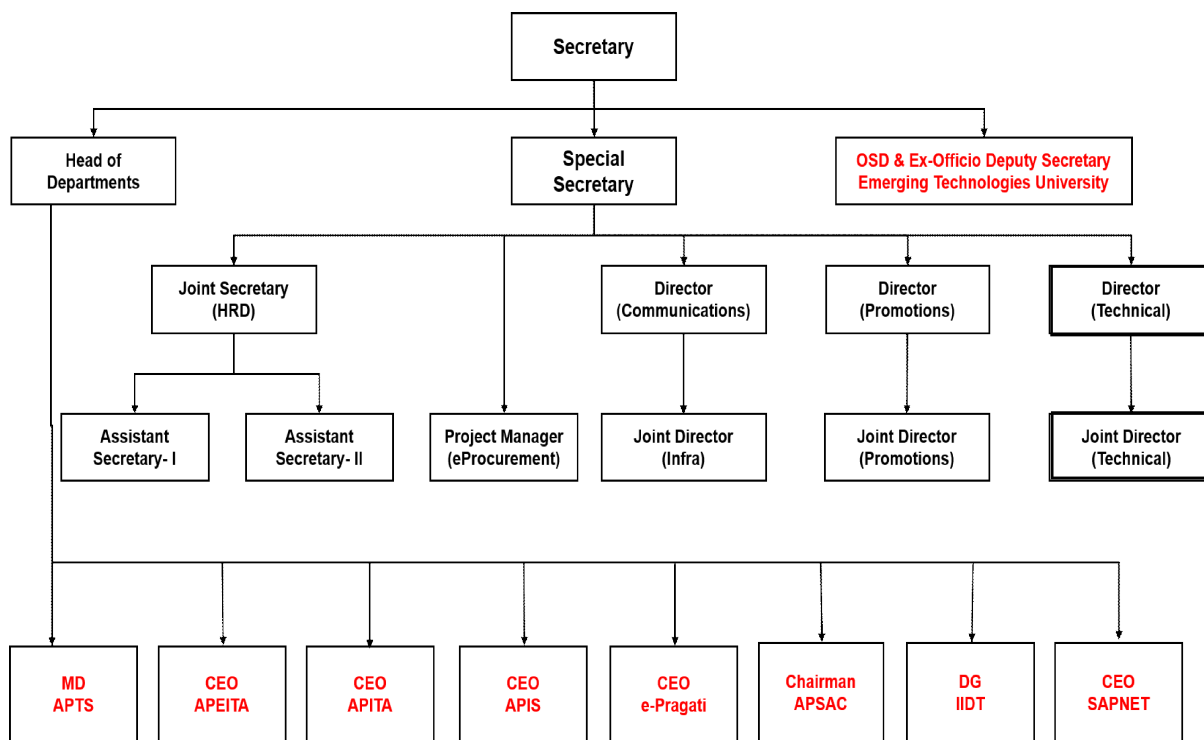 Secretary
Head of
Departments
Special
Secretary
OSD & Ex-Officio Deputy Secretary
Emerging Technologies University
Joint Secretary
(HRD)
Director
(Communications)
Director
(Promotions)
Director
(Technical)
Assistant
Secretary- I
Assistant
Secretary- II
Project Manager
(eProcurement)
Joint Director
(Infra)
Joint Director
(Promotions)
Joint Director
(Technical)
MD
APTS
CEO
APEITA
CEO
APITA
CEO
APIS
CEO
e-Pragati
Chairman
APSAC
DG
IIDT
CEO
SAPNET